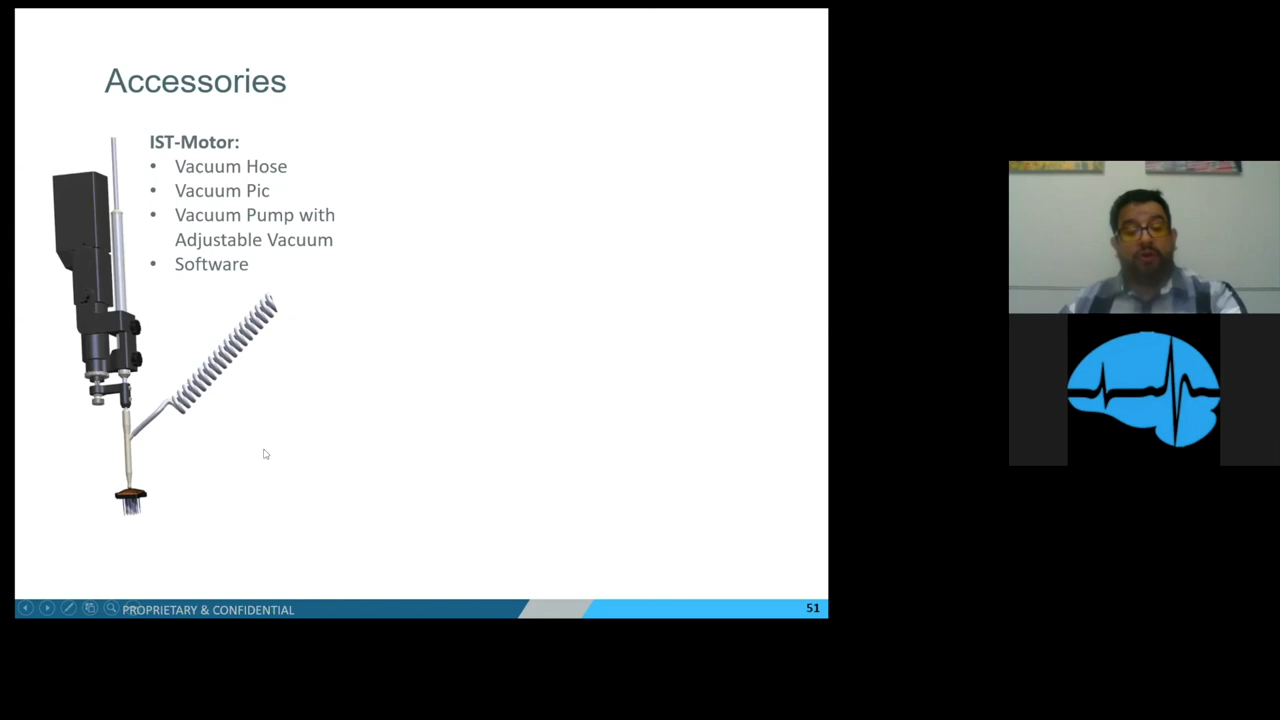 Accessories
IST-Motor:
• Vacuum Hose
• Vacuum Pic
• Vacuum Pump with
Adjustable Vacuum
• Software
PROPRIETARY & CONFIDENTIAL
51